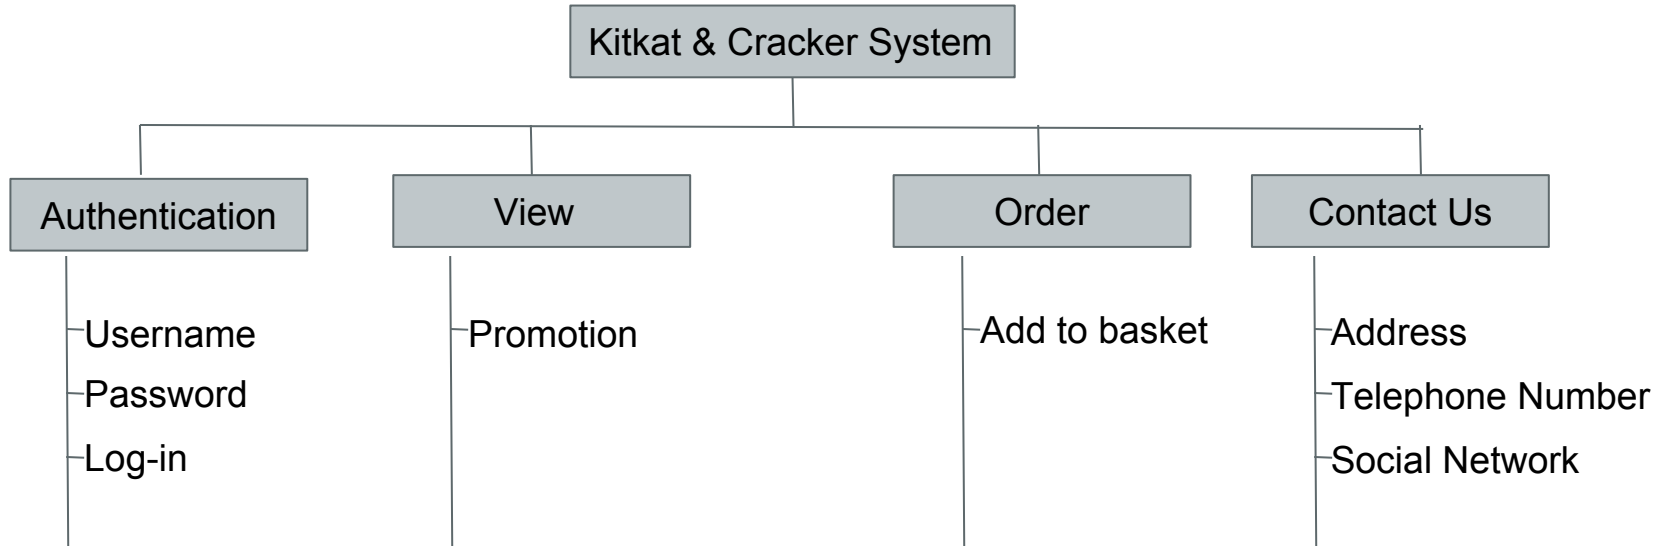 Kitkat & Cracker System
Authentication
View
Order
Contact Us
Username
Password
Log-in
Promotion
Add to basket
Address
Telephone Number
Social Network